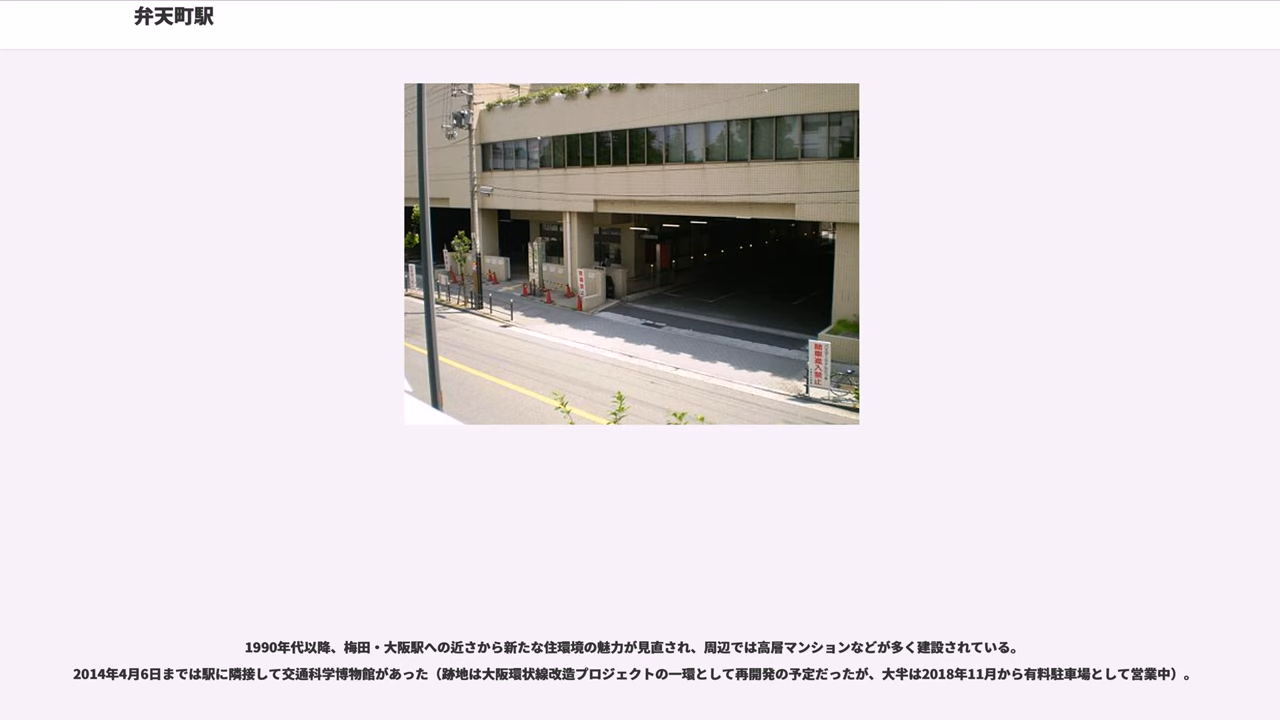 弁天町駅
1990年代以降、梅田・大阪駅への近さから新たな住環境の魅力が見直され、周辺では高層マンションなどが多く建設されている。
2014年4月6日までは駅に隣接して交通科学博物館があった（跡地は大阪環状線改造プロジェクトの一環として再開発の予定だったが、大半は2018年11月から有料駐車場として営業中）。